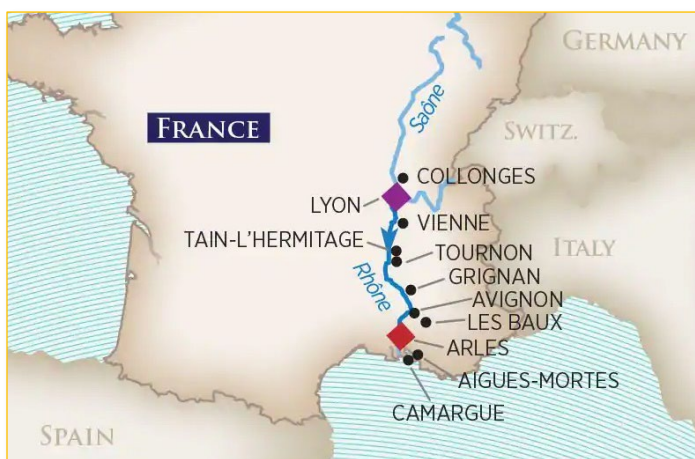 GERMANY
FRANCE
Saône
SWITZ.
COLLONGES
LYON
VIENNE
TAIN-L'HERMITAGE
TOURNON
ITALY
GRIGNAN
Rhône
AVIGNON
LES BAUX
ARLES
AIGUES-MORTES
CAMARGUE
SPAIN